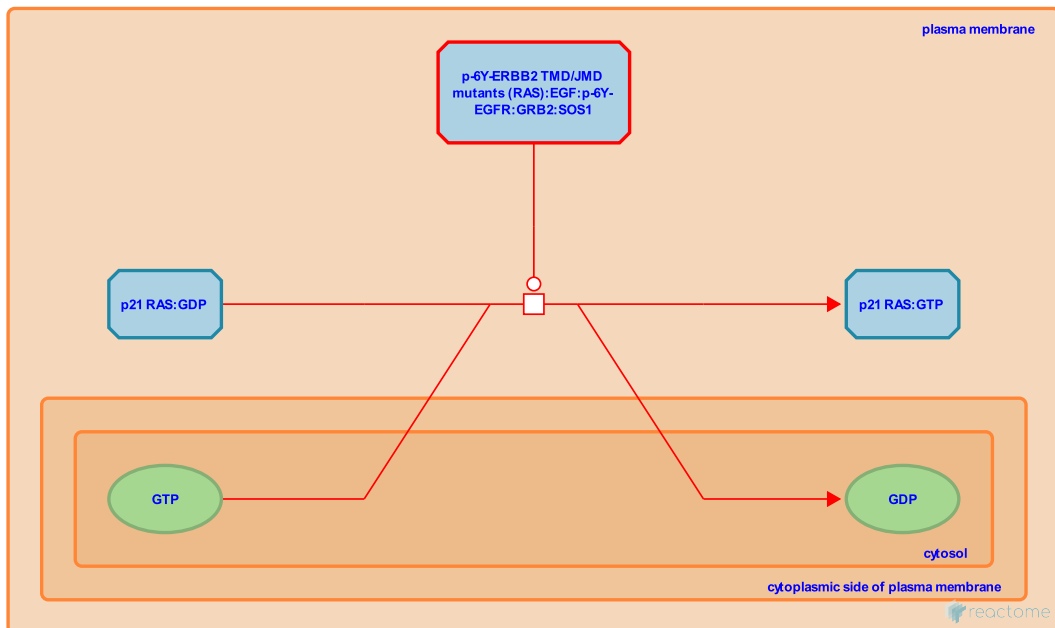 plasma membrane
p-6Y-ERBB2 TMD/JMD
mutants (RAS):EGF:p-6Y-
EGFR:GRB2:SOS1
p21 RAS:GDP
p21 RAS:GTP
GTP
GDP
cytosol
cytoplasmic side of plasma membrane
reactome